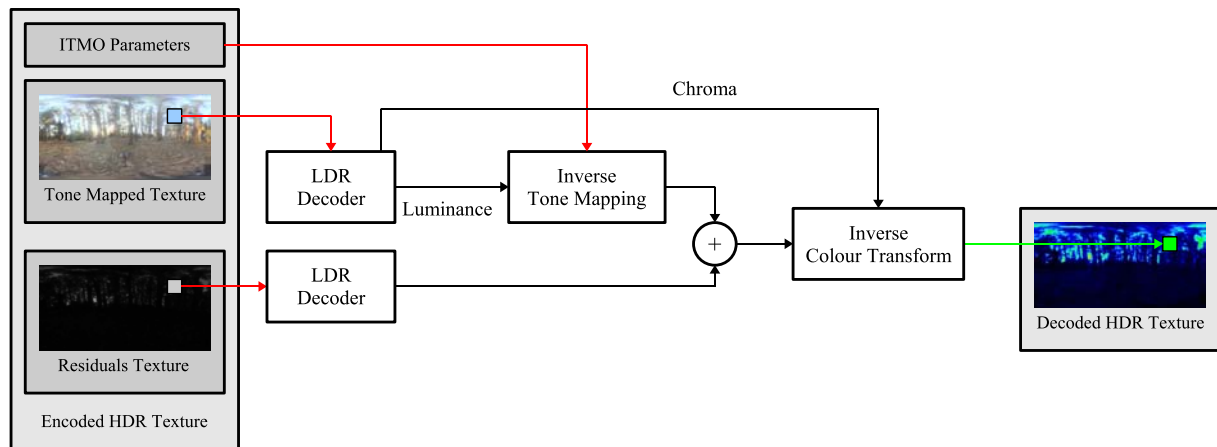 ITMO Parameters
Tone Mapped Texture
Residuals Texture
Encoded HDR Texture
LDR
Decoder
LDR
Decoder
Luminance
Chroma
Inverse
Tone Mapping
+
Inverse
Colour Transform
Decoded HDR Texture